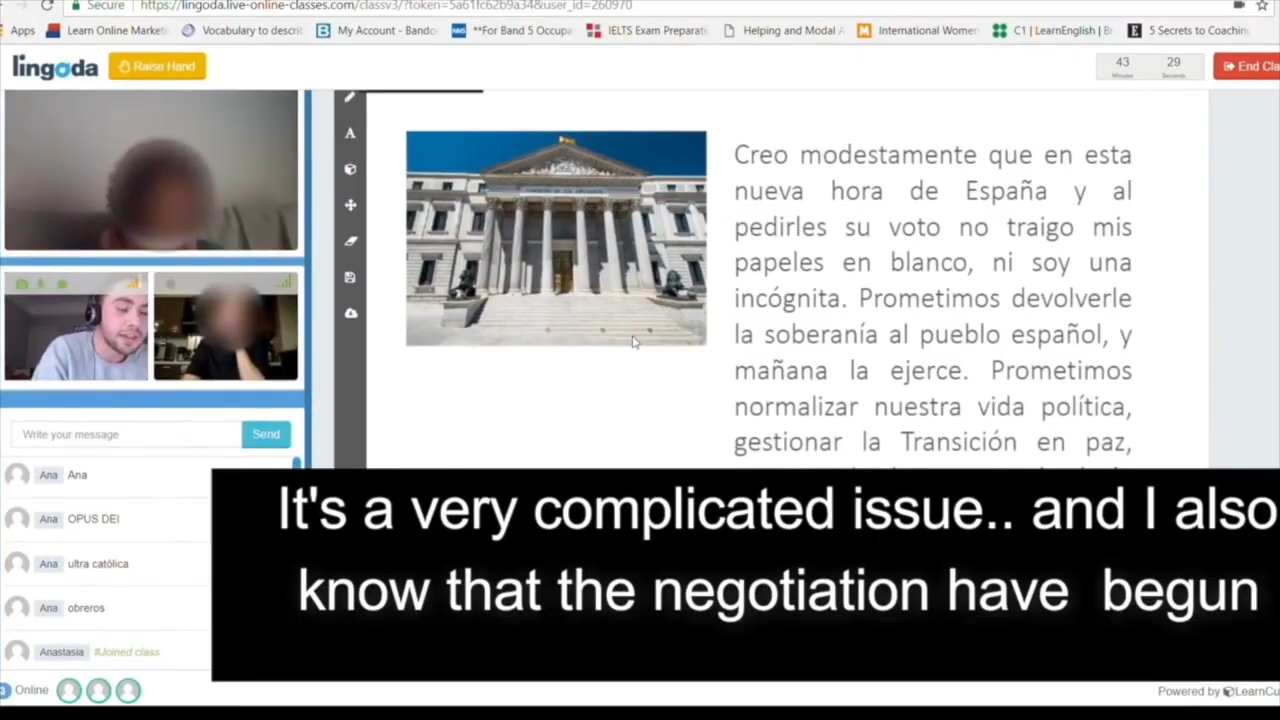 Secure
https://lingoda.live-online-classes.com/classv3/?token=5a61fc62b9a34&user_id=260970
Apps
Learn Online Market
Vocabulary to descri
My Account - Bando
**For Band 5 Occupa
IELTS Exam Preparati
Helping and Modal A
International Women
C1 | LearnEnglish | Br
5 Secrets to Coaching
lingoda
Raise Hand
43
Minutes
29
Seconds
End Cla
Creo modestamente que en esta
nueva hora de España y al
pedirles su voto no traigo mis
papeles en blanco, ni soy una
incógnita. Prometimos devolverle
la soberanía al pueblo español, y
mañana la ejerce. Prometimos
normalizar nuestra vida política,
gestionar la Transición en paz,
Write your message
Send
Ana Ana
Ana OPUS DEI
Ana ultra católica
Ana obreros
Anastasia #Joined class
3 Online
Powered by LearnCu
It's a very complicated issue.. and I also
know that the negotiation have begun